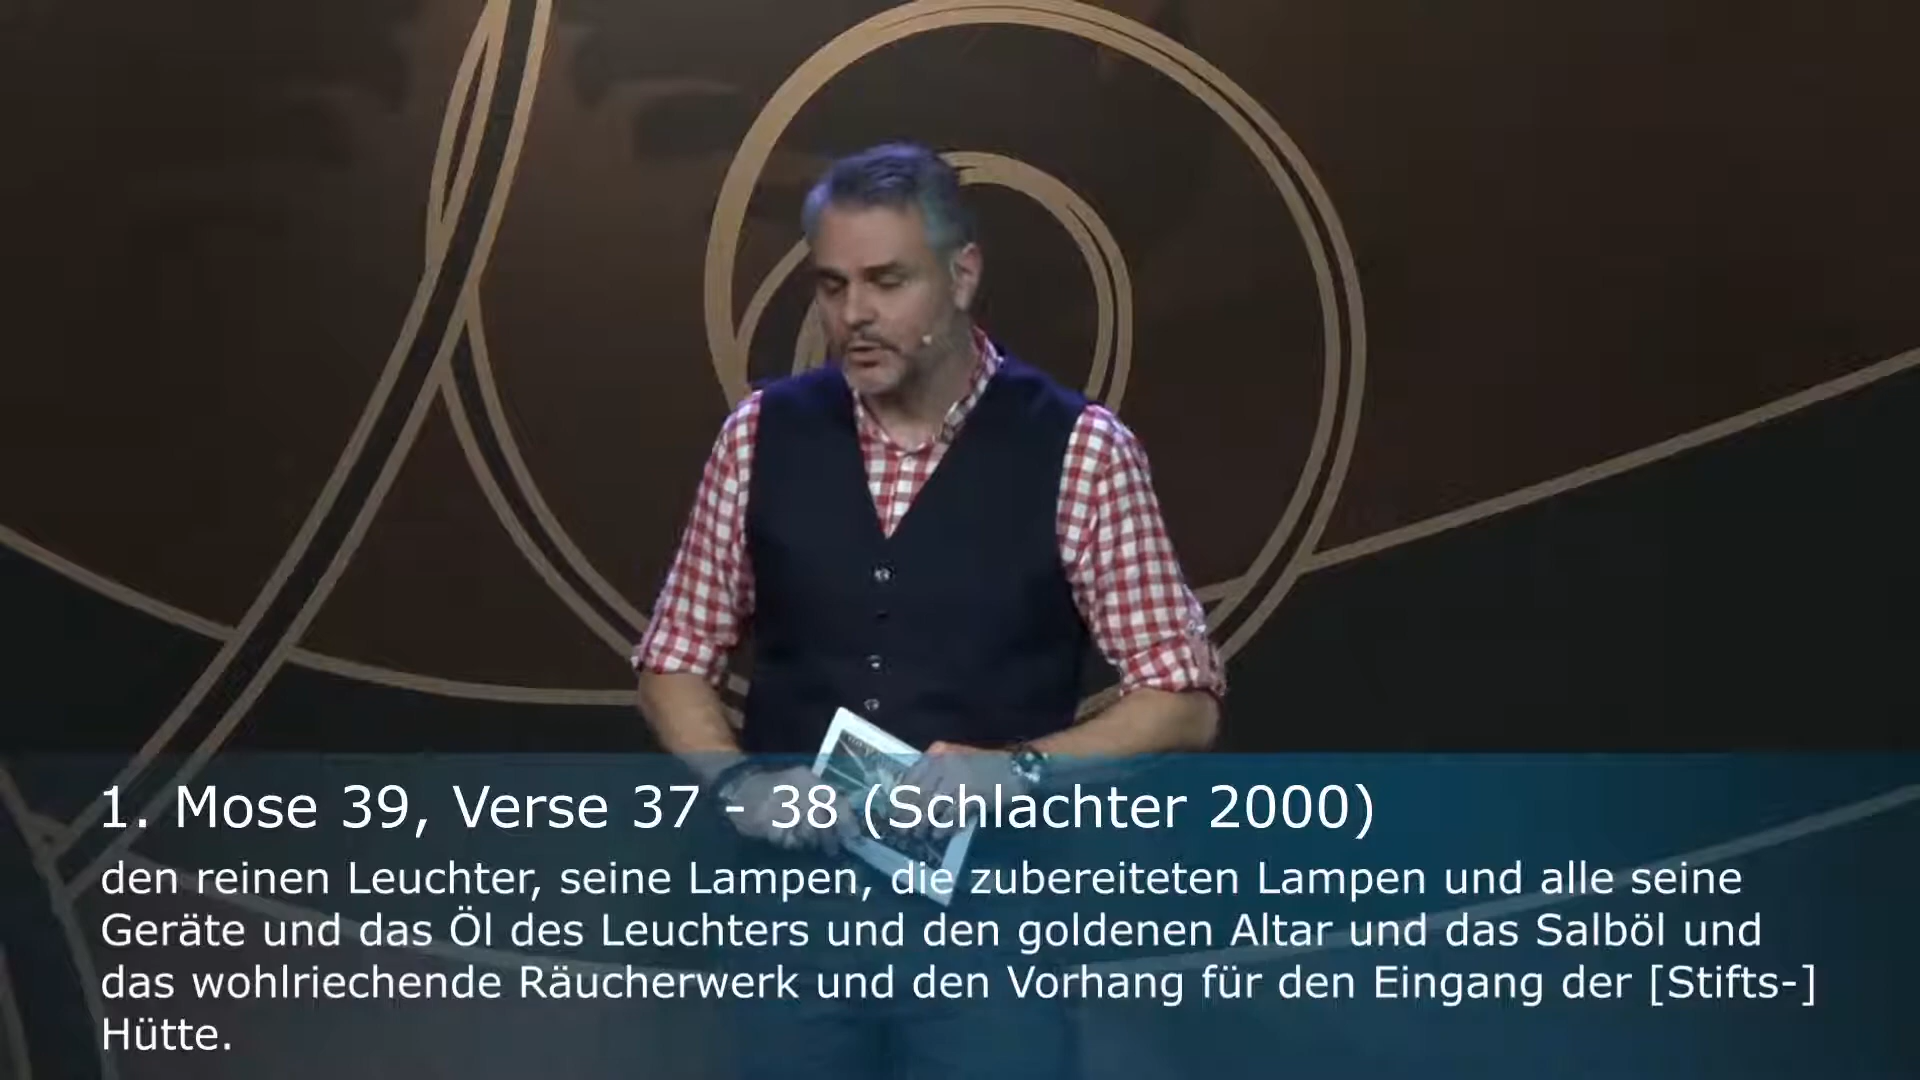 1. Mose 39, Verse 37 - 38 (Schlachter 2000)
den reinen Leuchter, seine Lampen, die zubereiteten Lampen und alle seine
Geräte und das Öl des Leuchters und den goldenen Altar und das Salböl und
das wohlriechende Räucherwerk und den Vorhang für den Eingang der [Stifts-]
Hütte.